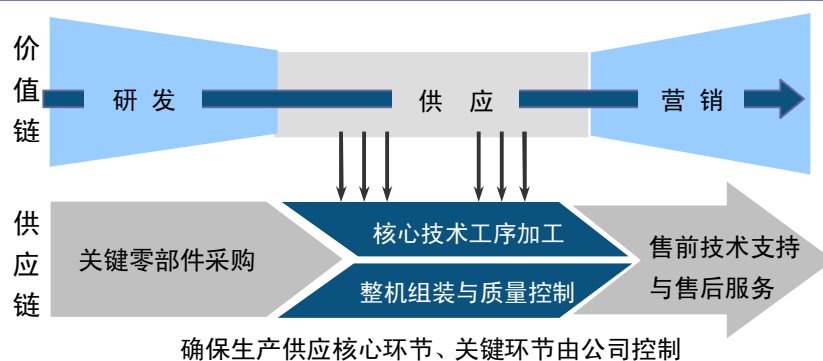 价值链
研发
供应
营销
供应链
关键零部件采购
核心技术工序加工
整机组装与质量控制
售前技术支持
与售后服务
确保生产供应核心环节、关键环节由公司控制